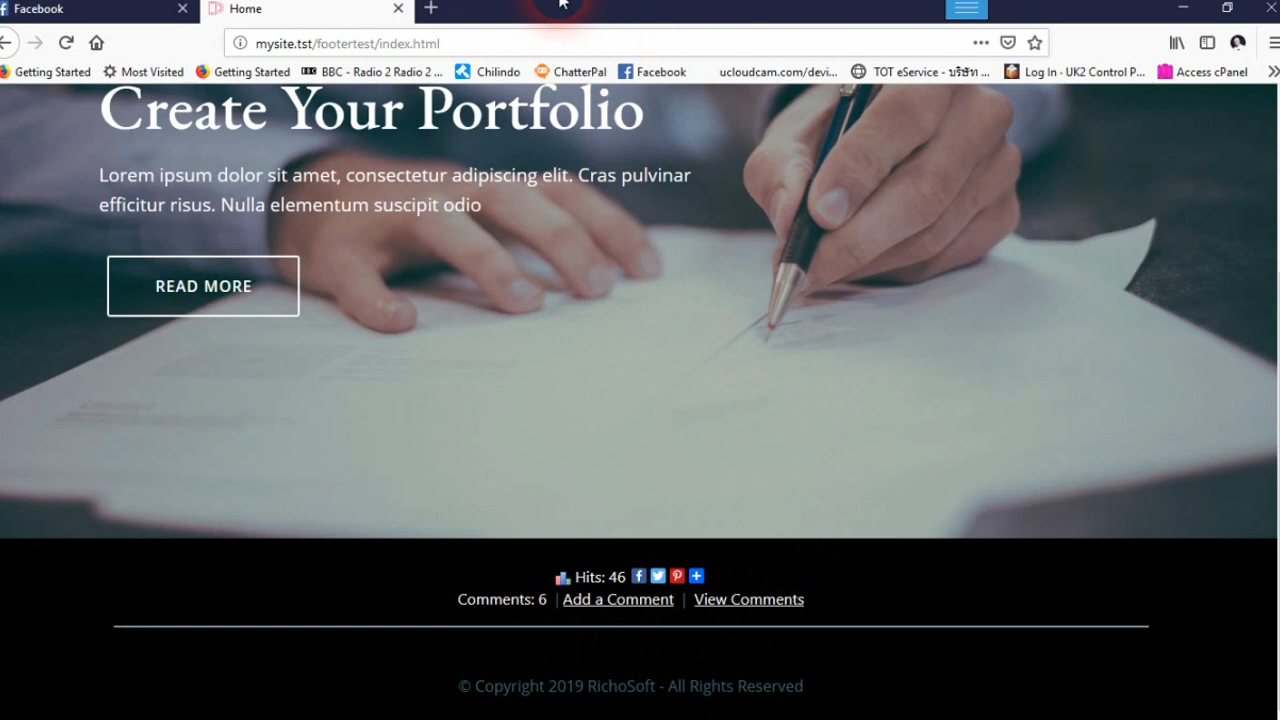 Facebook
Home
mysite.tst/footertest/index.html
Getting Started
Most Visited
Getting Started
BBC - Radio 2 Radio 2 ...
Chilindo
ChatterPal
Facebook
ucloudcam.com/devi...
TOT eService - บริษัท ...
Log In · UK2 Control P...
Access cPanel
Create Your Portfolio
Lorem ipsum dolor sit amet, consectetur adipiscing elit. Cras pulvinar
efficitur risus. Nulla elementum suscipit odio
READ MORE
Hits: 46
Comments: 6 | Add a Comment | View Comments
© Copyright 2019 RichoSoft - All Rights Reserved